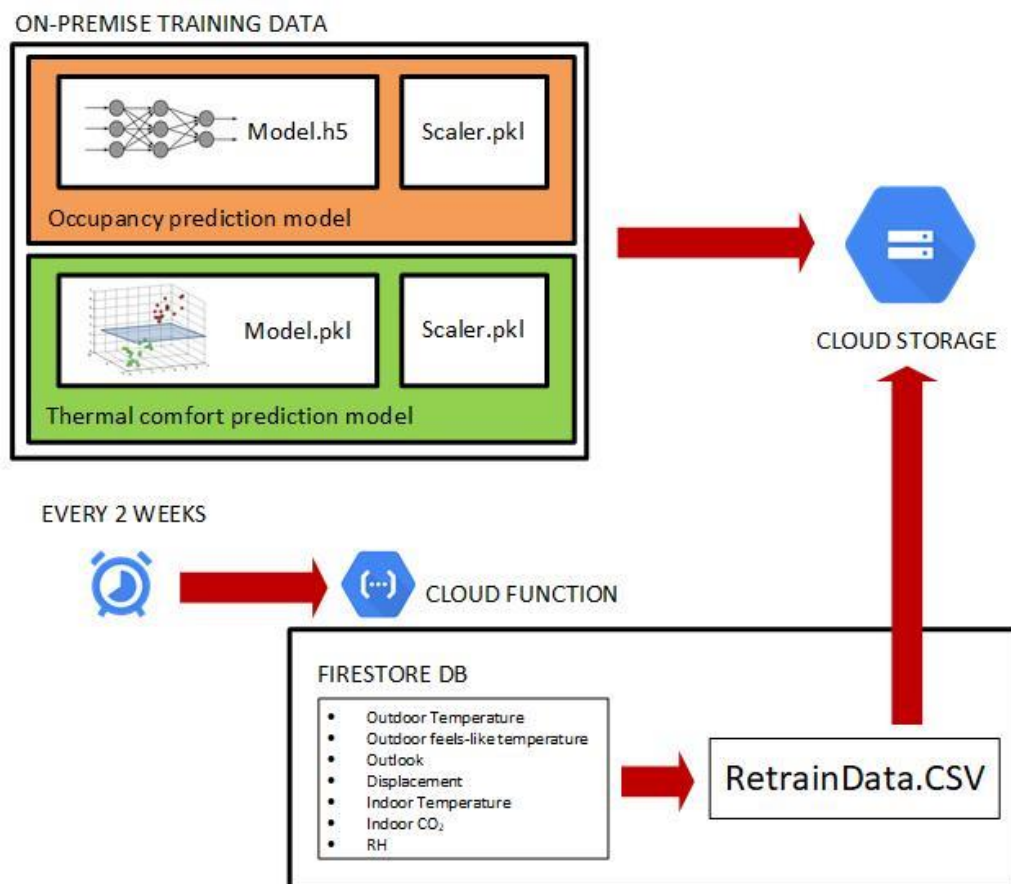 ON-PREMISE TRAINING DATA
Model.h5
Scaler.pkl
Occupancy prediction model
Model.pkl
Scaler.pkl
Thermal comfort prediction model
CLOUD STORAGE
EVERY 2 WEEKS
CLOUD FUNCTION
FIRESTORE DB
• Outdoor Temperature
• Outdoor feels-like temperature
• Outlook
• Displacement
• Indoor Temperature
• Indoor CO₂
• RH
RetrainData.CSV